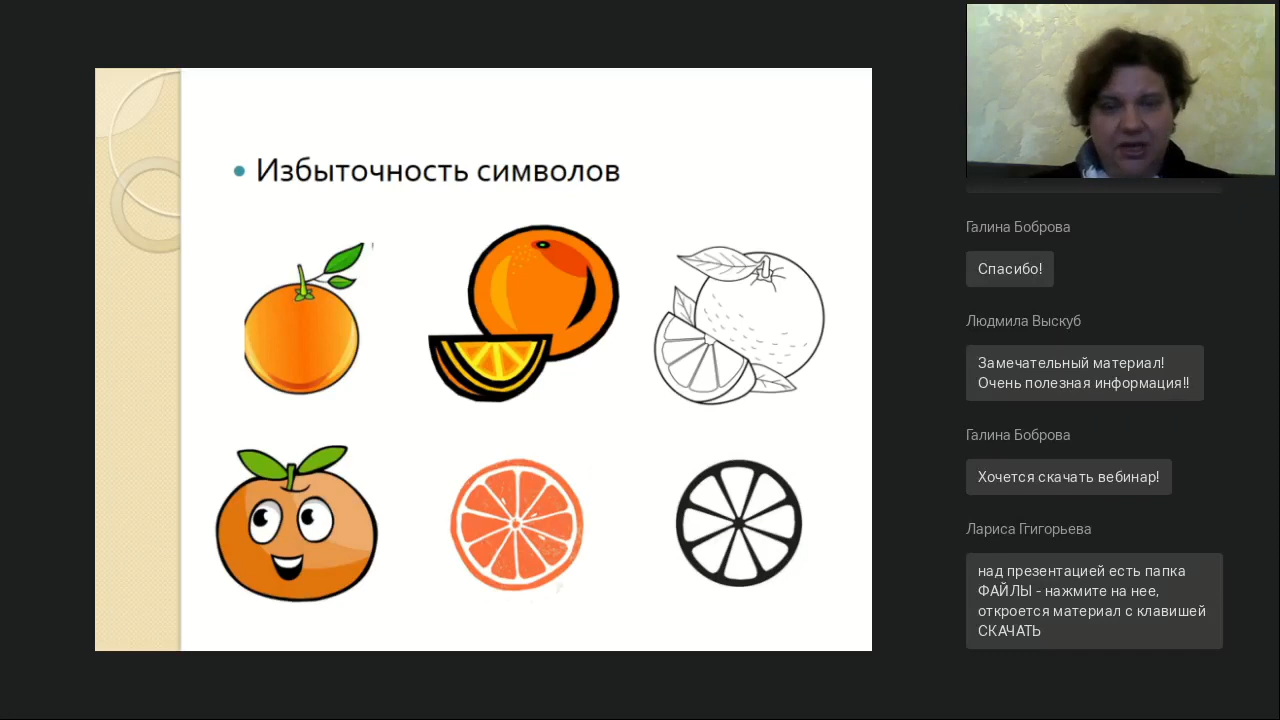 Избыточность символов
Галина Боброва
Спасибо!
Людмила Выскуб
Замечательный материал!
Очень полезная информация!!
Галина Боброва
Хочется скачать вебинар!
Лариса Ггигорьева
над презентацией есть папка
ФАЙЛЫ - нажмите на нее,
откроется материал с клавишей
СКАЧАТЬ